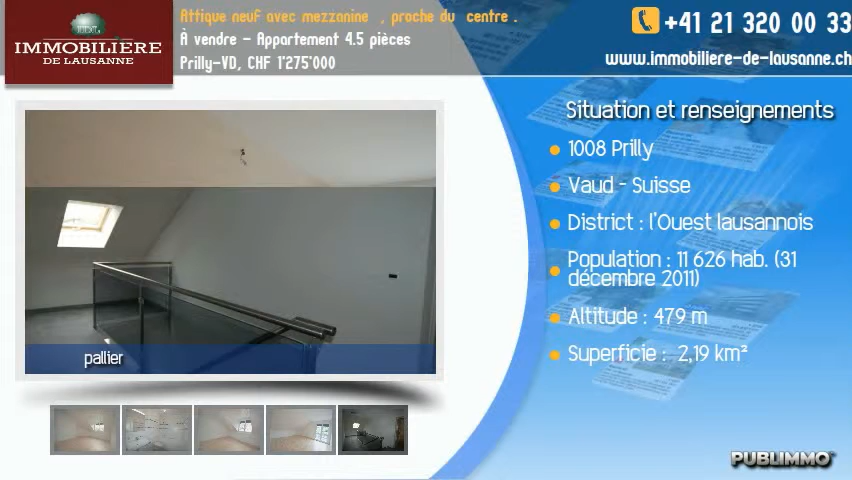 IMMOBILIÈRE
DE LAUSANNE
Attique neuf avec mezzanine , proche du centre .
À vendre - Appartement 4.5 pièces
Prilly-VD, CHF 1'275'000
+41 21 320 00 33
www.immobiliere-de-lausanne.ch
Situation et renseignements
1008 Prilly
Vaud - Suisse
District : l'Ouest lausannois
Population : 11 626 hab. (31
décembre 2011)
Altitude : 479 m
Superficie : 2,19 km²
pallier
PUBLIMMO